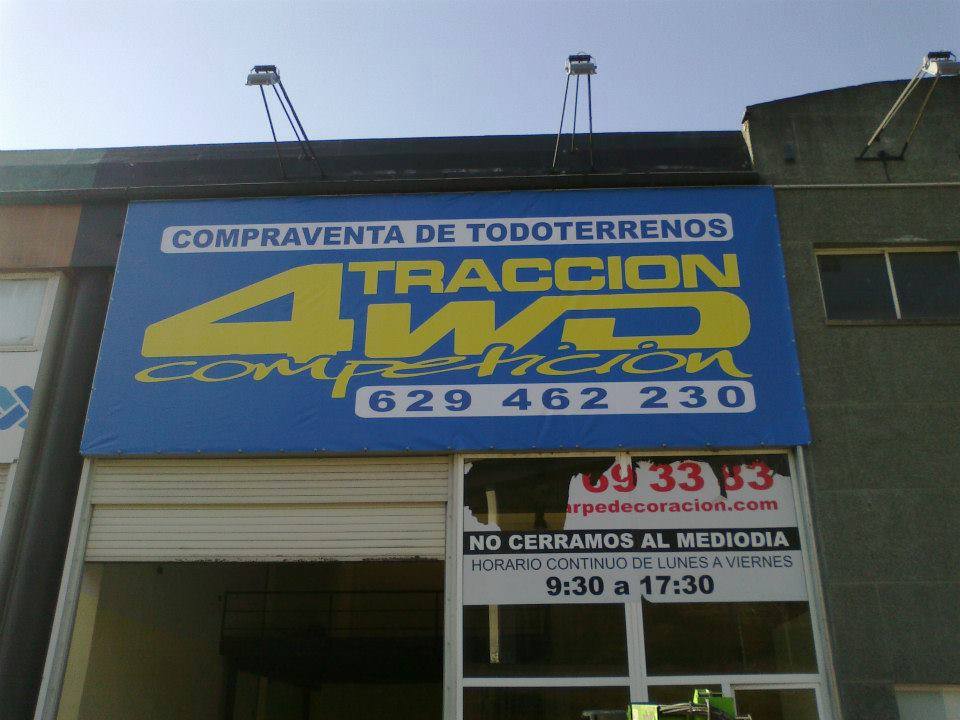 COMPRAVENTA DE TODOTERRENOS
TRACCION
4WD
competicion
629 462 230
69 33 83
arpedecoracion.com
NO CERRAMOS AL MEDIODIA
HORARIO CONTINUO DE LUNES A VIERNES
9:30 a 17:30